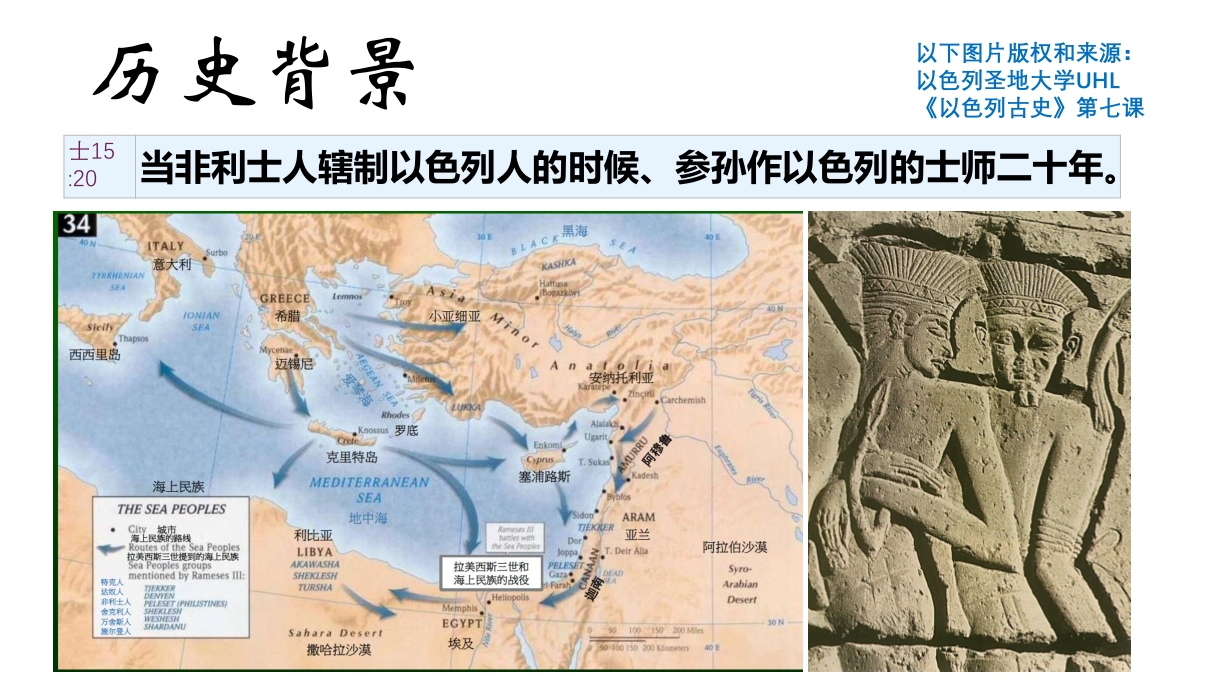 历史背景
以下图片版权和来源：
以色列圣地大学UHL
《以色列古史》第七课
士15:20
当非利士人辖制以色列人的时候、参孙作以色列的士师二十年。
34
40 N
20 E
30 E
40 E
ITALY
意大利
Surbo
黑海
BLACK SEA
TYRRHENIAN
SEA
KASHKA
Hattusa
(Bogazkoy)
GREECE
希腊
Lemnos
Troy
Asia
Minor
小亚细亚
40 N
IONIAN
SEA
Sicily
Thapsos
西西里岛
Halys River
Mycenae
迈锡尼
AEGEAN SEA
爱琴海
Miletus
Anatolia
安纳托利亚
Karatepe
Zinçirli
Carchemish
LUKKA
Rhodes
罗底
Tigris River
Knossus
Crete
克里特岛
Alalakh
Ugarit
Enkomi
Cyprus
塞浦路斯
T. Sukas
AMURRU
阿穆鲁
Kadesh
Euphrates River
MEDITERRANEAN
SEA
地中海
Byblos
海上民族
THE SEA PEOPLES
City 城市
海上民族的路线
Routes of the Sea Peoples
拉美西斯三世提到的海上民族
Sea Peoples groups
mentioned by Rameses III:
特克人 TJEKKER
达奴人 DENYEN
非利士人 PELESET (PHILISTINES)
舍克利人 SHEKLESH
万舍斯人 WESHESH
施尔登人 SHARDANU
利比亚
LIBYA
AKAWASHA
SHEKLESH
TURSHA
Rameses III
battles with
the Sea Peoples
拉美西斯三世和
海上民族的战役
Sidon
TJEKKER
Dor
Joppa
PELESET
Gaza
CANAAN
迦南
DEAD
SEA
T. Deir Alla
ARAM
亚兰
阿拉伯沙漠
Syro-
Arabian
Desert
Heliopolis
Memphis
EGYPT
埃及
Nile River
Sahara Desert
撒哈拉沙漠
30 N
0 50 100 150 200 Miles
0 50 100 150 200 Kilometers
40 E